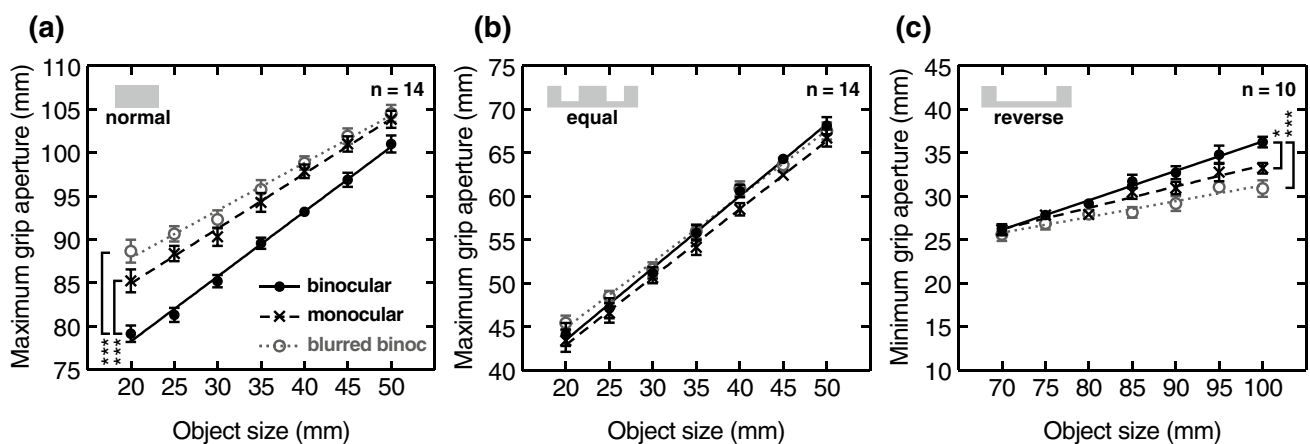 (a)
Maximum grip aperture (mm)
110
105
100
95
90
85
80
75
normal
n = 14
binocular
monocular
blurred binoc
***
***
20 25 30 35 40 45 50
Object size (mm)
(b)
Maximum grip aperture (mm)
75
70
65
60
55
50
45
40
equal
n = 14
20 25 30 35 40 45 50
Object size (mm)
(c)
Minimum grip aperture (mm)
45
40
35
30
25
20
15
10
reverse
n = 10
*
***
70 75 80 85 90 95 100
Object size (mm)